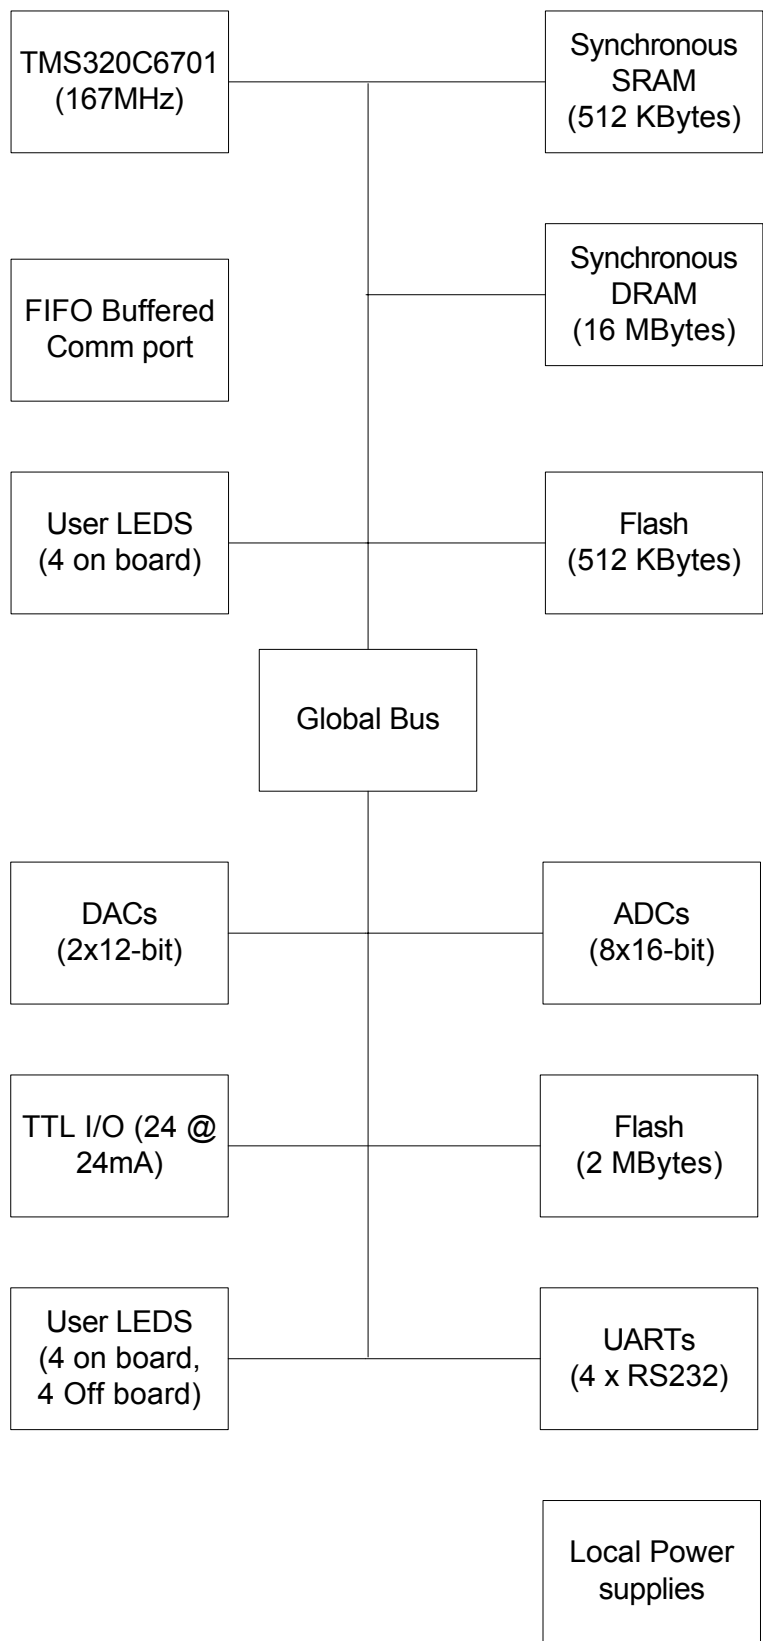 TMS320C6701
(167MHz)
Synchronous
SRAM
(512 KBytes)
Synchronous
DRAM
(16 MBytes)
FIFO Buffered
Comm port
User LEDS
(4 on board)
Flash
(512 KBytes)
Global Bus
DACs
(2x12-bit)
ADCs
(8x16-bit)
TTL I/O (24 @
24mA)
Flash
(2 MBytes)
User LEDS
(4 on board,
4 Off board)
UARTs
(4 x RS232)
Local Power
supplies